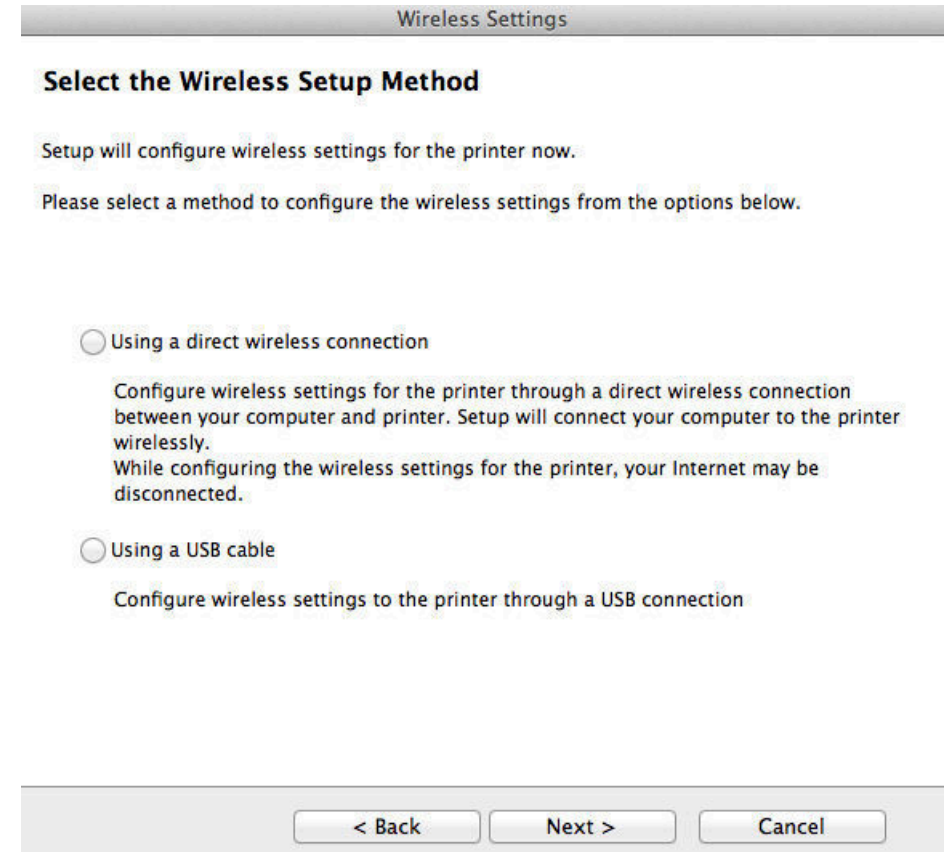 Wireless Settings
Select the Wireless Setup Method
Setup will configure wireless settings for the printer now.
Please select a method to configure the wireless settings from the options below.
Using a direct wireless connection
Configure wireless settings for the printer through a direct wireless connection
between your computer and printer. Setup will connect your computer to the printer
wirelessly.
While configuring the wireless settings for the printer, your Internet may be
disconnected.
Using a USB cable
Configure wireless settings to the printer through a USB connection
< Back Next > Cancel